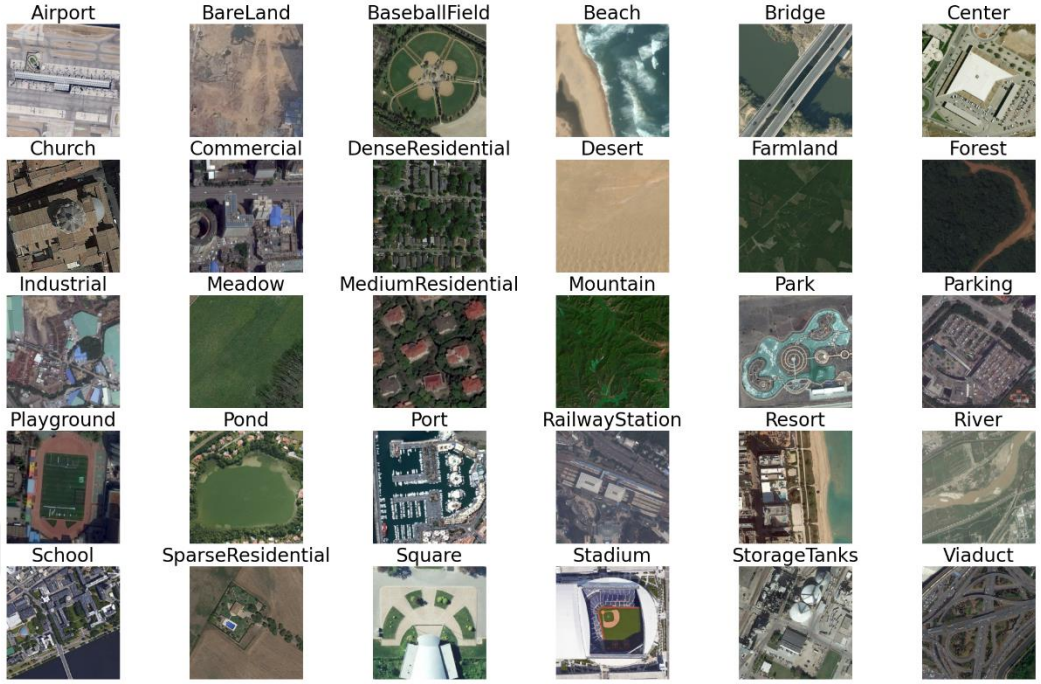 Airport BareLand BaseballField Beach Bridge Center
Church Commercial DenseResidential Desert Farmland Forest
Industrial Meadow MediumResidential Mountain Park Parking
Playground Pond Port RailwayStation Resort River
School SparseResidential Square Stadium StorageTanks Viaduct